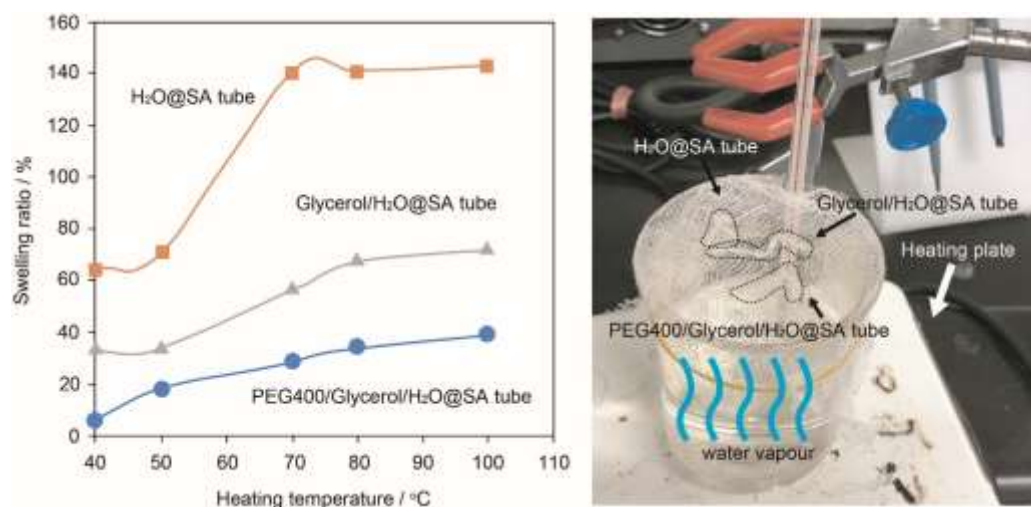 160
140
120
100
80
60
40
20
0
Swelling ratio / %
H₂O@SA tube
Glycerol/H₂O@SA tube
PEG400/Glycerol/H₂O@SA tube
40 50 70 80 100 110
Heating temperature / °C
H₂O@SA tube
Glycerol/H₂O@SA tube
Heating plate
PEG400/Glycerol/H₂O@SA tube
water vapour